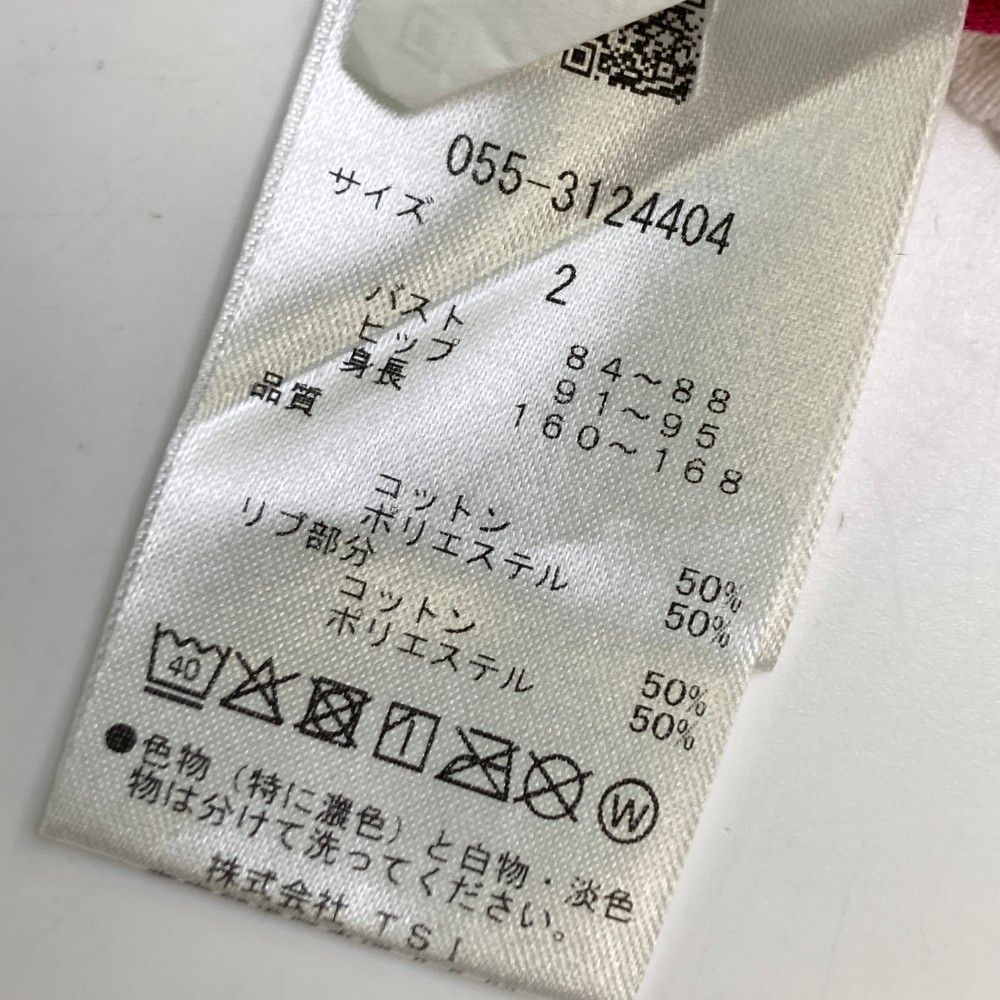 055-3124404
サイズ
2
バスト 84～88
ヒップ 91～95
身長 160～168
品質
コットン 50%
ポリエステル 50%
リブ部分
コットン 50%
ポリエステル 50%
40
W
●色物（特に濃色）と白物・淡色
物は分けて洗ってください。
株式会社 TSI